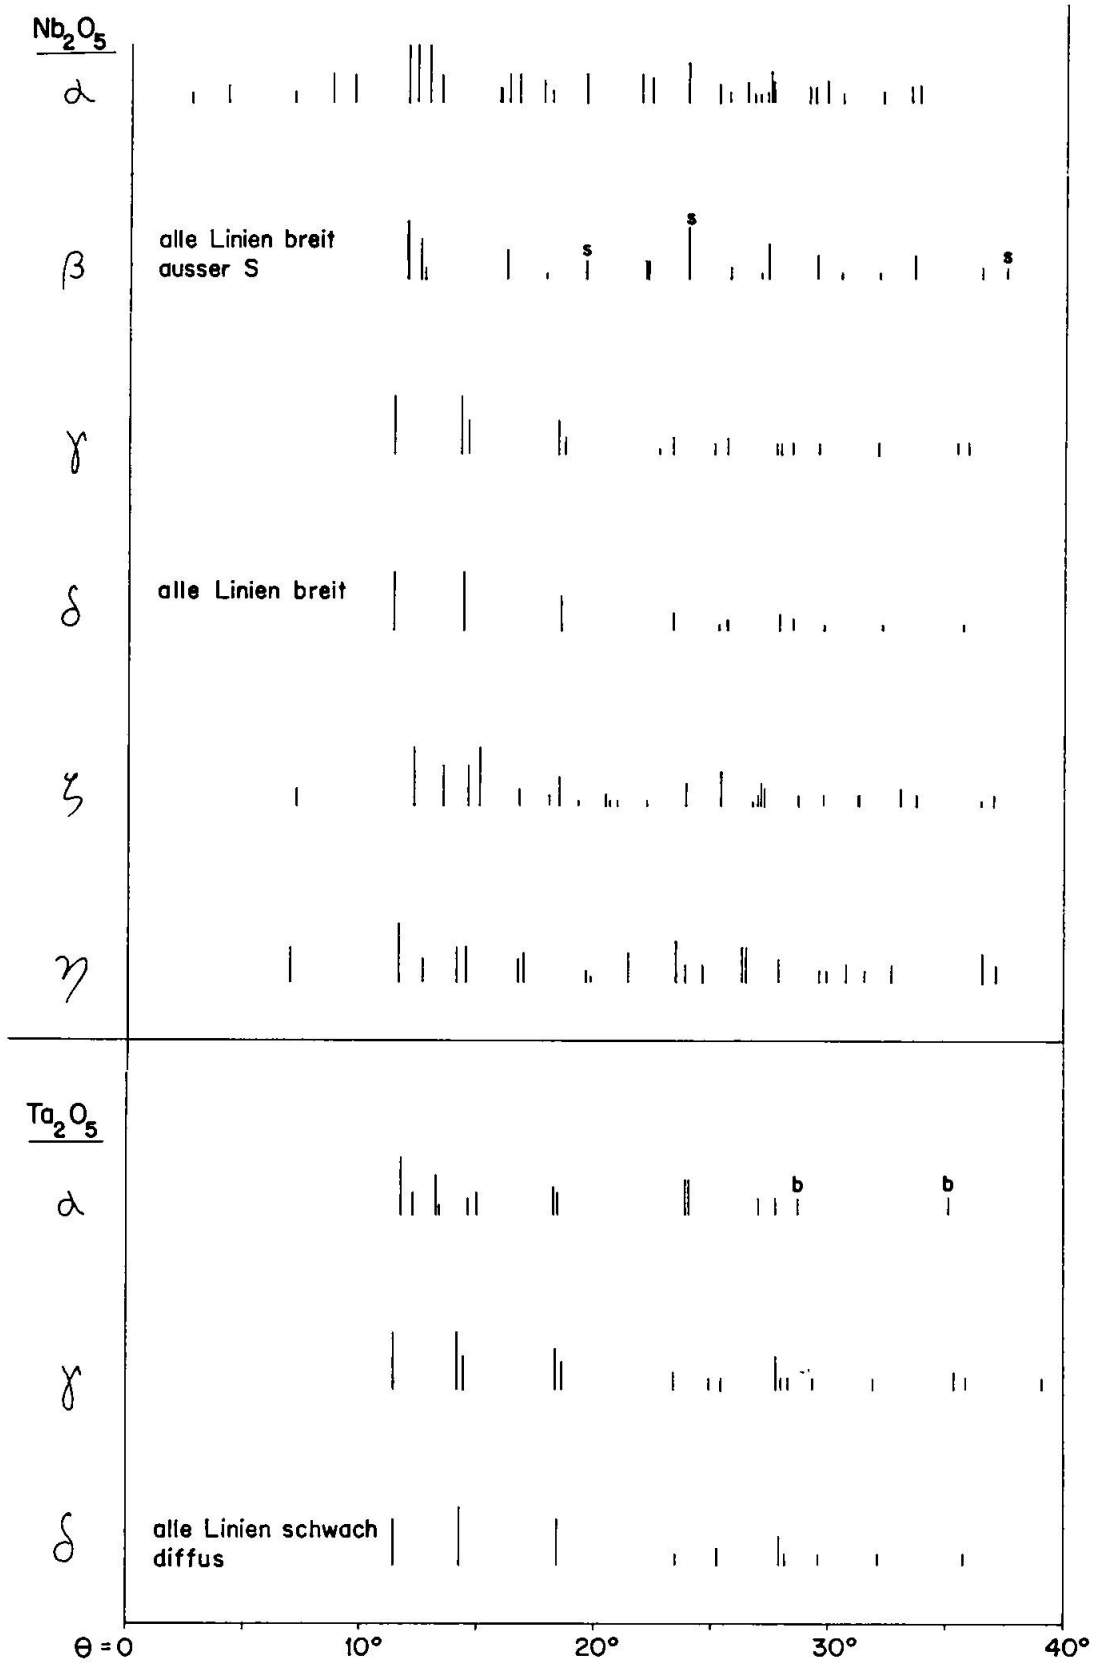 Nb2O5
α
alle Linien breit
ausser S
s
s
s
β
γ
alle Linien breit
δ
ζ
η
Ta2O5
b
b
α
γ
alle Linien schwach
diffus
δ
Θ = 0 10° 20° 30° 40°